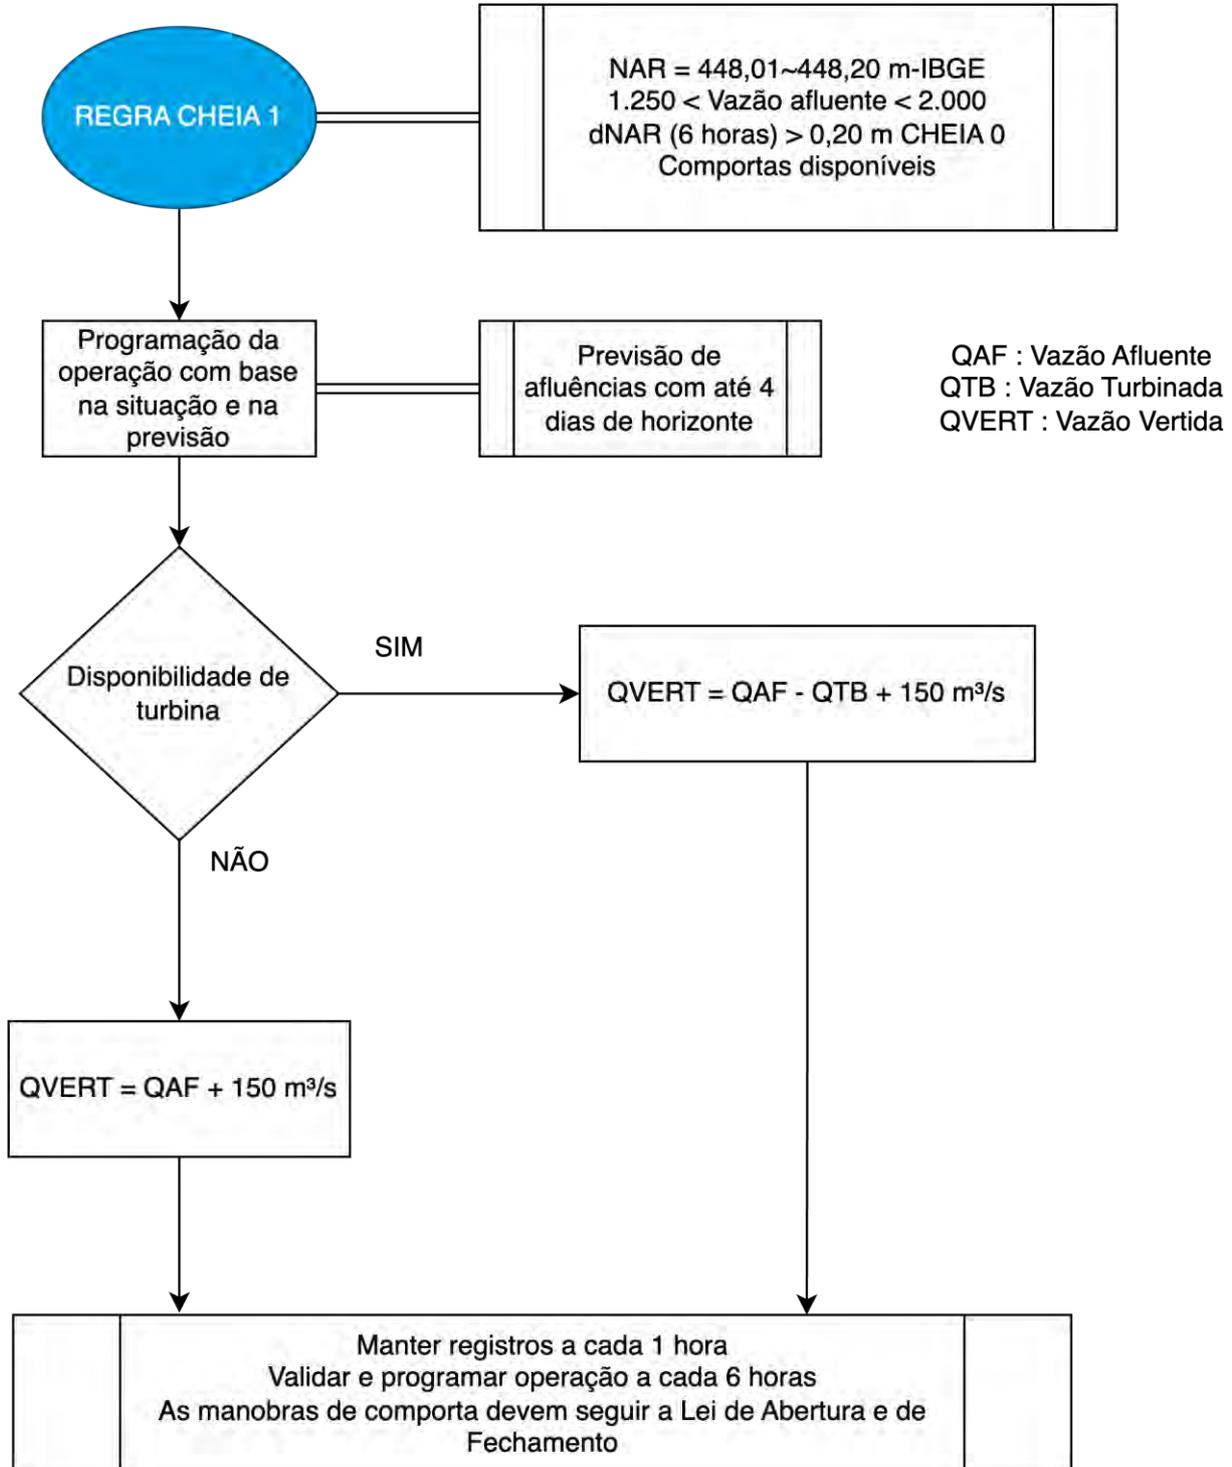 REGRA CHEIA 1
NAR = 448,01~448,20 m-IBGE
1.250 < Vazão afluente < 2.000
dNAR (6 horas) > 0,20 m CHEIA 0
Comportas disponíveis
Programação da
operação com base
na situação e na
previsão
Previsão de
afluências com até 4
dias de horizonte
QAF : Vazão Afluente
QTB : Vazão Turbinada
QVERT : Vazão Vertida
Disponibilidade de
turbina
SIM
QVERT = QAF - QTB + 150 m³/s
NÃO
QVERT = QAF + 150 m³/s
Manter registros a cada 1 hora
Validar e programar operação a cada 6 horas
As manobras de comporta devem seguir a Lei de Abertura e de
Fechamento